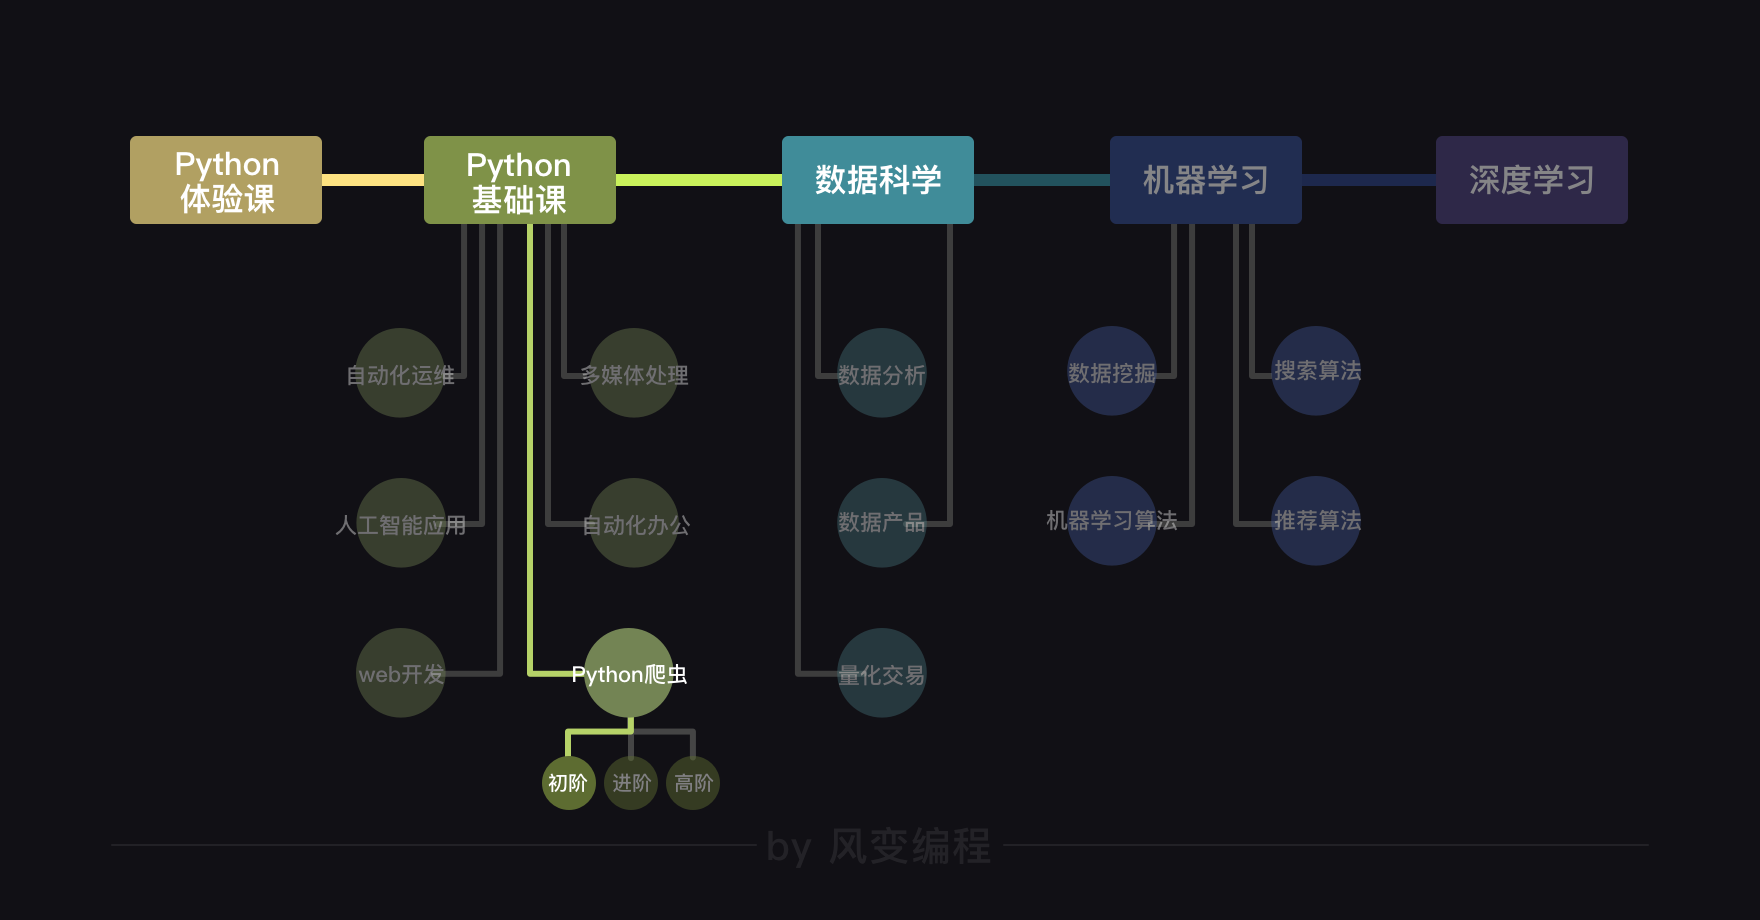 Python
体验课
Python
基础课
数据科学
机器学习
深度学习
自动化运维
多媒体处理
数据分析
数据挖掘
搜索算法
人工智能应用
自动化办公
数据产品
机器学习算法
推荐算法
web开发
Python爬虫
量化交易
初阶
进阶
高阶
by 风变编程